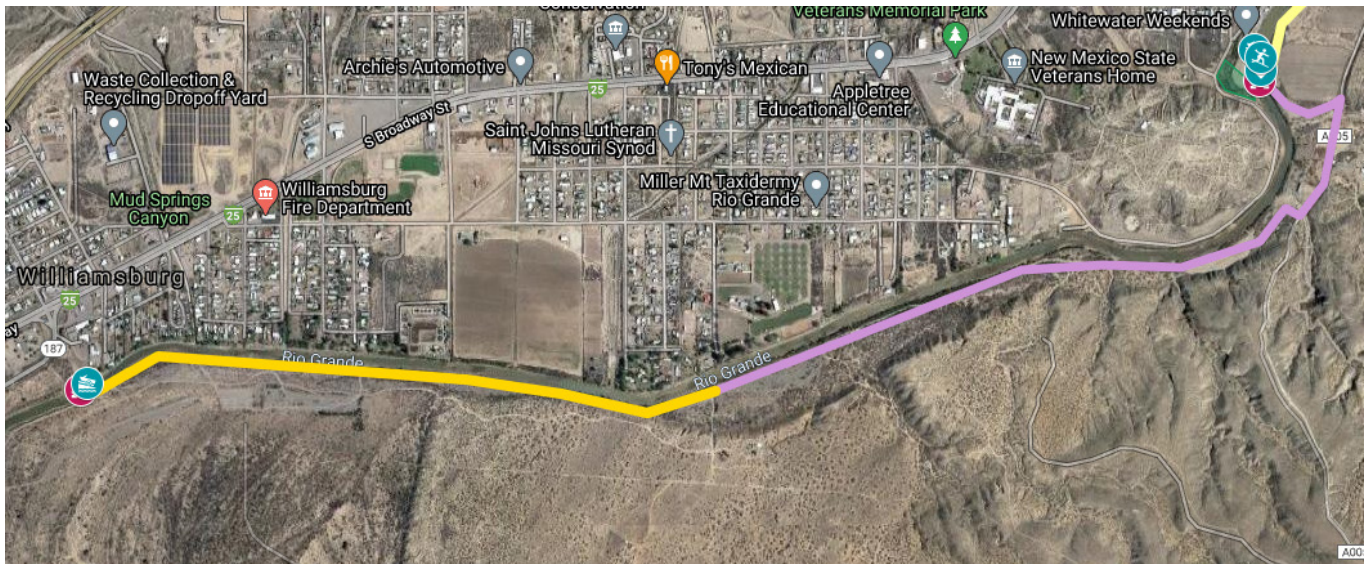 Conservation
Veterans Memorial Park
Whitewater Weekends
Archie's Automotive
25
Tony's Mexican
New Mexico State
Veterans Home
Waste Collection &
Recycling Dropoff Yard
Appletree
Educational Center
S Broadway St
Saint Johns Lutheran
Missouri Synod
A005
Miller Mt Taxidermy
Rio Grande
Mud Springs
Canyon
Williamsburg
Fire Department
25
Williamsburg
25
187
Rio Grande
Rio Grande